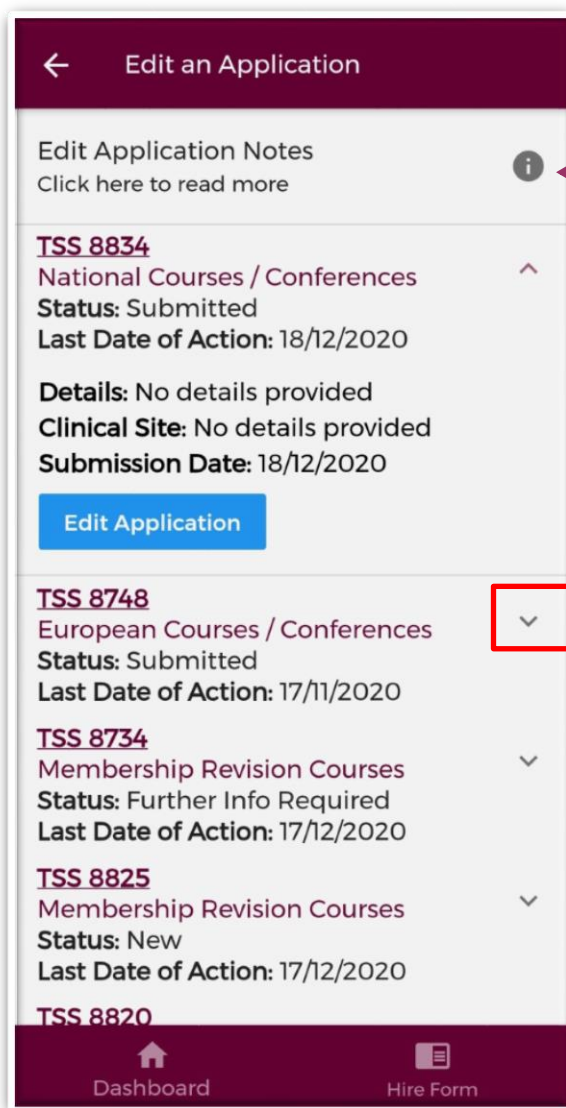 Edit an Application
Edit Application Notes
Click here to read more
TSS 8834
National Courses / Conferences
Status: Submitted
Last Date of Action: 18/12/2020
Details: No details provided
Clinical Site: No details provided
Submission Date: 18/12/2020
Edit Application
TSS 8748
European Courses / Conferences
Status: Submitted
Last Date of Action: 17/11/2020
TSS 8734
Membership Revision Courses
Status: Further Info Required
Last Date of Action: 17/12/2020
TSS 8825
Membership Revision Courses
Status: New
Last Date of Action: 17/12/2020
TSS 8820
Dashboard
Hire Form